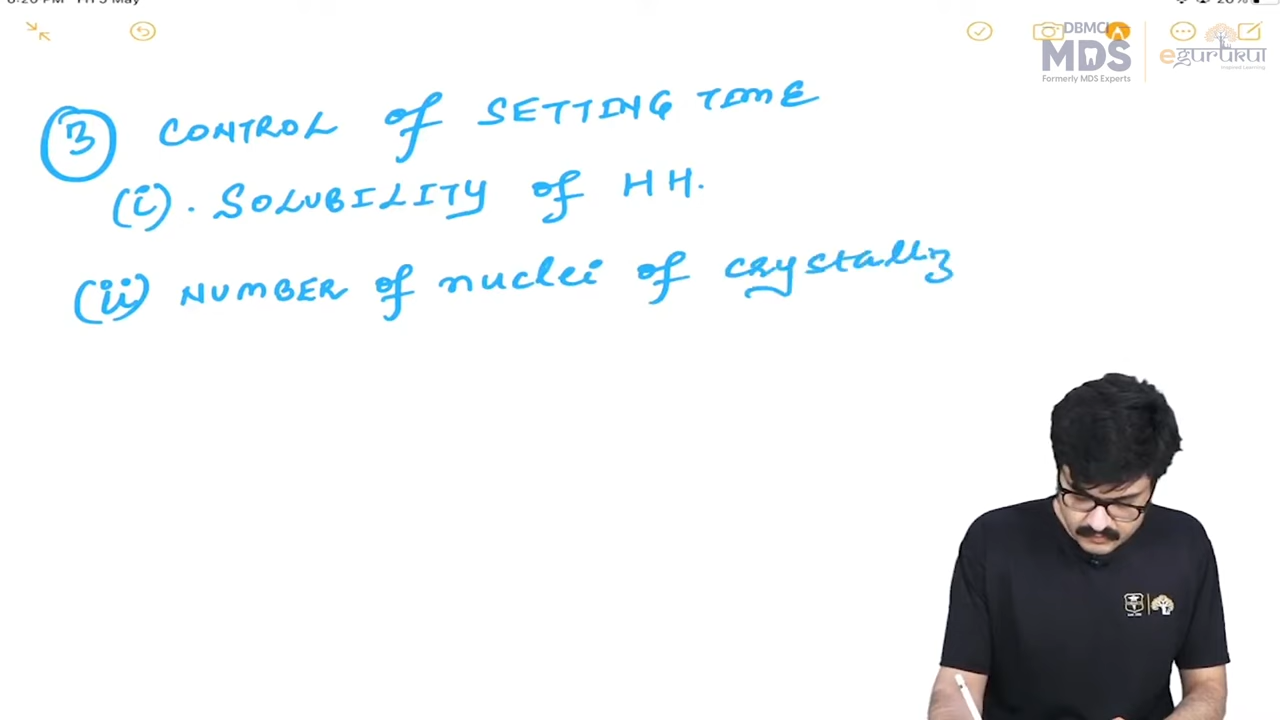 DBMCI
MDS
Formerly MDS Experts
eGurukul
3 CONTROL of SETTING TIME
(i). SOLUBILITY of HH.
(ii) NUMBER of nuclei of crystalliz